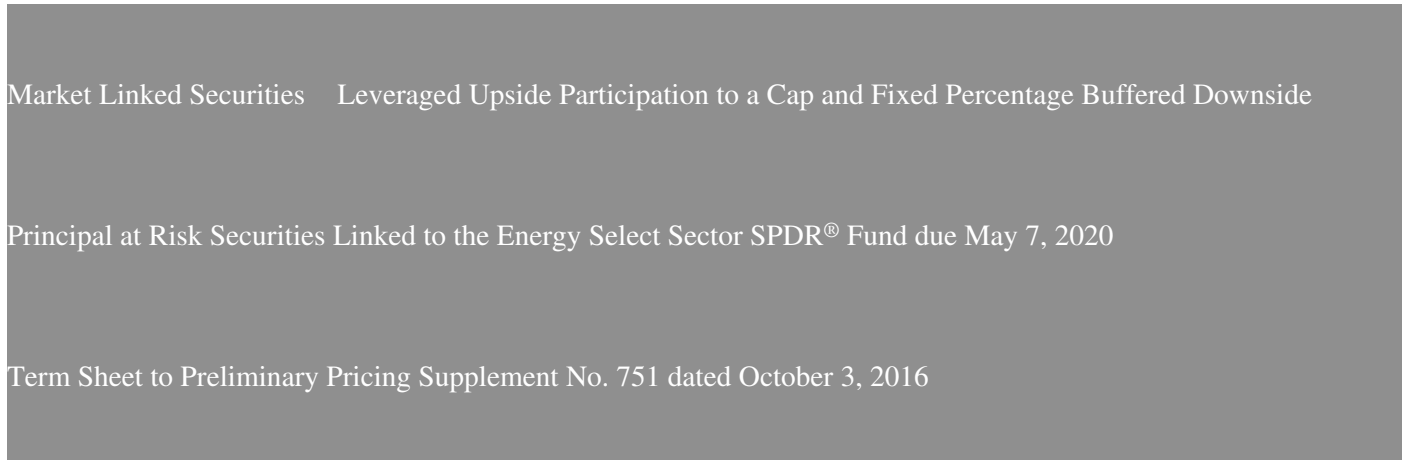 Market Linked Securities Leveraged Upside Participation to a Cap and Fixed Percentage Buffered Downside
Principal at Risk Securities Linked to the Energy Select Sector SPDR® Fund due May 7, 2020
Term Sheet to Preliminary Pricing Supplement No. 751 dated October 3, 2016